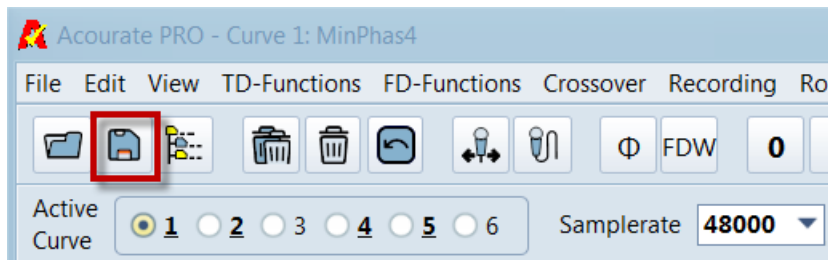 Acourate PRO - Curve 1: MinPhas4
File Edit View TD-Functions FD-Functions Crossover Recording Ro
Φ FDW 0
Active Curve 1 2 3 4 5 6 Samplerate 48000